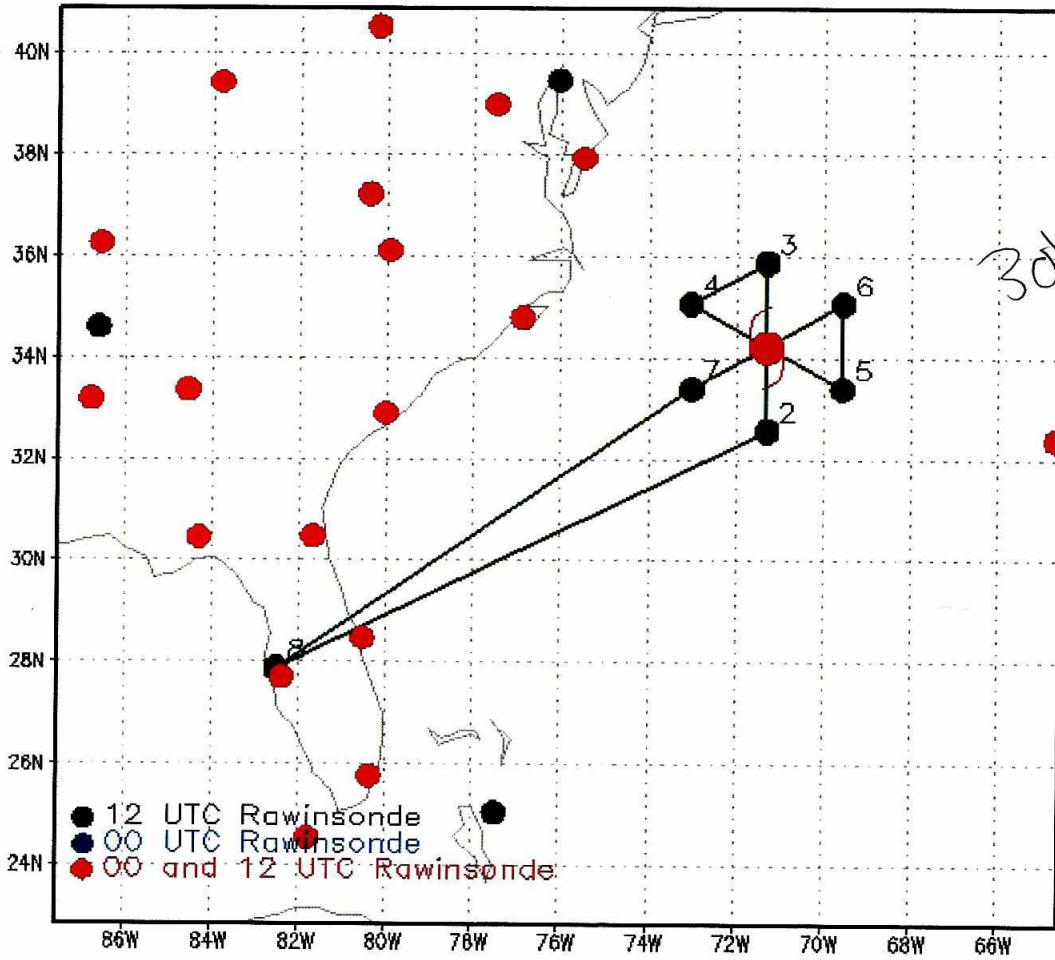 40N
38N
36N
34N
32N
30N
28N
26N
24N
3
4
6
7
5
2
8
12 UTC Rawinsonde
00 UTC Rawinsonde
00 and 12 UTC Rawinsonde
86W 84W 82W 80W 78W 76W 74W 72W 70W 68W 66W